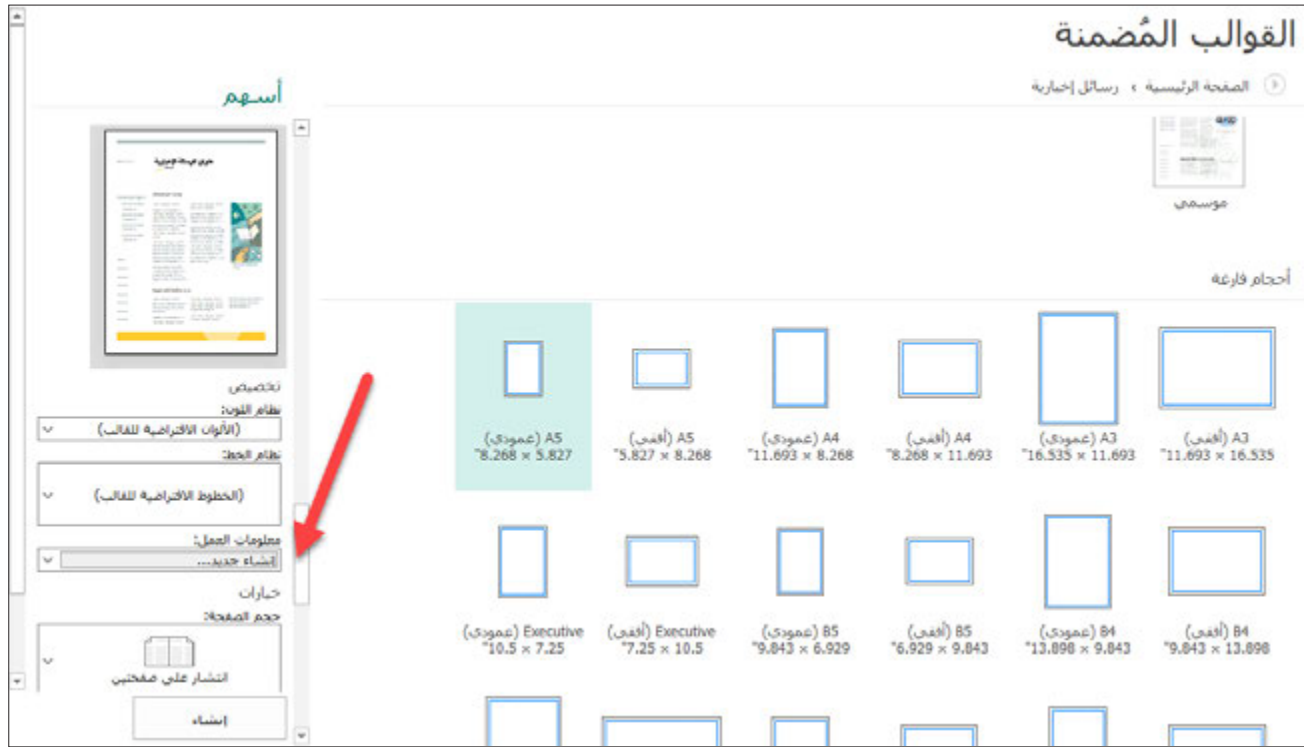 القوالب المُضمنة
الصفحة الرئيسية › رسائل إخبارية
موسمي
أحجام فارغة
A3 (أفقي)
11.693 × 16.535"
A3 (عمودي)
16.535 × 11.693"
A4 (أفقي)
8.268 × 11.693"
A4 (عمودي)
11.693 × 8.268"
A5 (أفقي)
5.827 × 8.268"
A5 (عمودي)
8.268 × 5.827"
B4 (أفقي)
9.843 × 13.898"
B4 (عمودي)
13.898 × 9.843"
B5 (أفقي)
6.929 × 9.843"
B5 (عمودي)
9.843 × 6.929"
Executive (أفقي)
7.25 × 10.5"
Executive (عمودي)
10.5 × 7.25"
أسهم
تخصيص
نظام اللون:
(الألوان الافتراضية للقالب)
نظام الخط:
(الخطوط الافتراضية للقالب)
معلومات العمل:
إنشاء جديد...
خيارات
حجم الصفحة:
انتشار على صفحتين
إنشاء